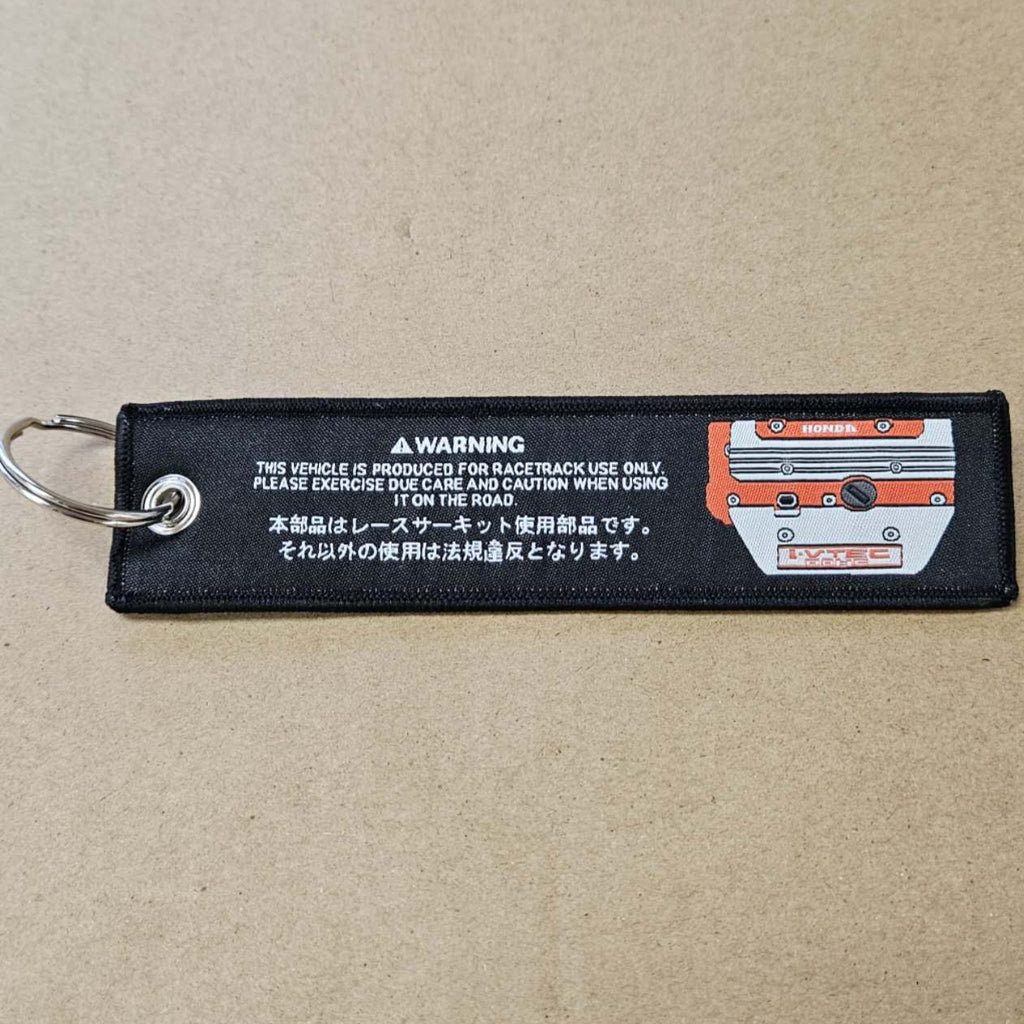 ⚠WARNING
THIS VEHICLE IS PRODUCED FOR RACETRACK USE ONLY.
PLEASE EXERCISE DUE CARE AND CAUTION WHEN USING
IT ON THE ROAD.
本部品はレースサーキット使用部品です。
それ以外の使用は法規違反となります。
HONDA
i-VTEC
DOHC